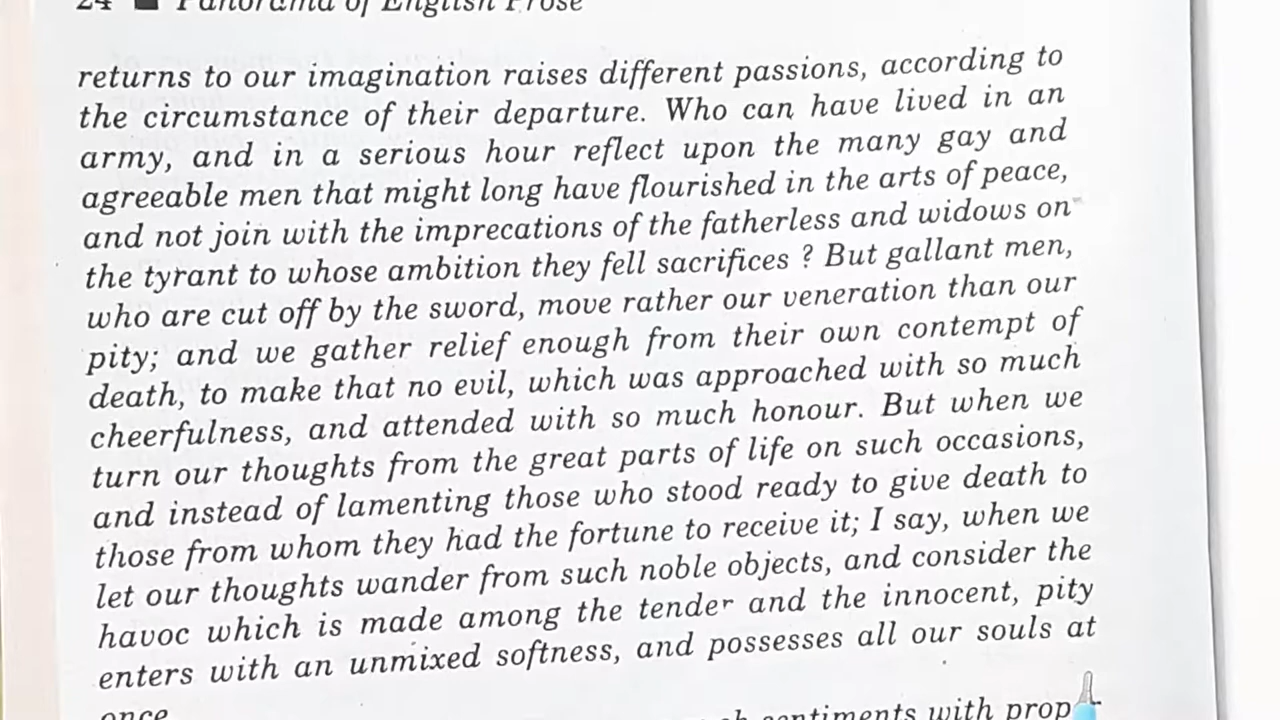 24 ■ Panorama of English Prose
returns to our imagination raises different passions, according to
the circumstance of their departure. Who can have lived in an
army, and in a serious hour reflect upon the many gay and
agreeable men that might long have flourished in the arts of peace,
and not join with the imprecations of the fatherless and widows on
the tyrant to whose ambition they fell sacrifices ? But gallant men,
who are cut off by the sword, move rather our veneration than our
pity; and we gather relief enough from their own contempt of
death, to make that no evil, which was approached with so much
cheerfulness, and attended with so much honour. But when we
turn our thoughts from the great parts of life on such occasions,
and instead of lamenting those who stood ready to give death to
those from whom they had the fortune to receive it; I say, when we
let our thoughts wander from such noble objects, and consider the
havoc which is made among the tender and the innocent, pity
enters with an unmixed softness, and possesses all our souls at
once
sentiments with